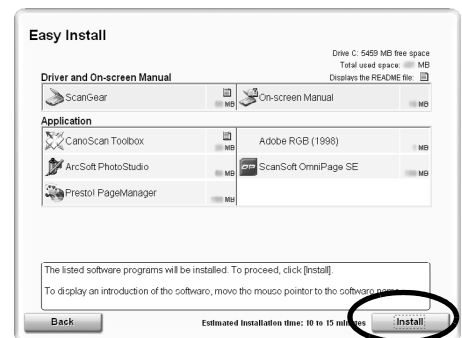 Easy Install
Drive C: 5459 MB free space
Total used space: MB
Driver and On-screen Manual
Displays the README file:
ScanGear MB
On-screen Manual MB
Application
CanoScan Toolbox MB
Adobe RGB (1998) MB
ArcSoft PhotoStudio MB
ScanSoft OmniPage SE MB
Presto! PageManager MB
The listed software programs will be installed. To proceed, click [Install].
To display an introduction of the software, move the mouse pointer to the software name.
Back
Estimated installation time: 10 to 15 minutes
Install